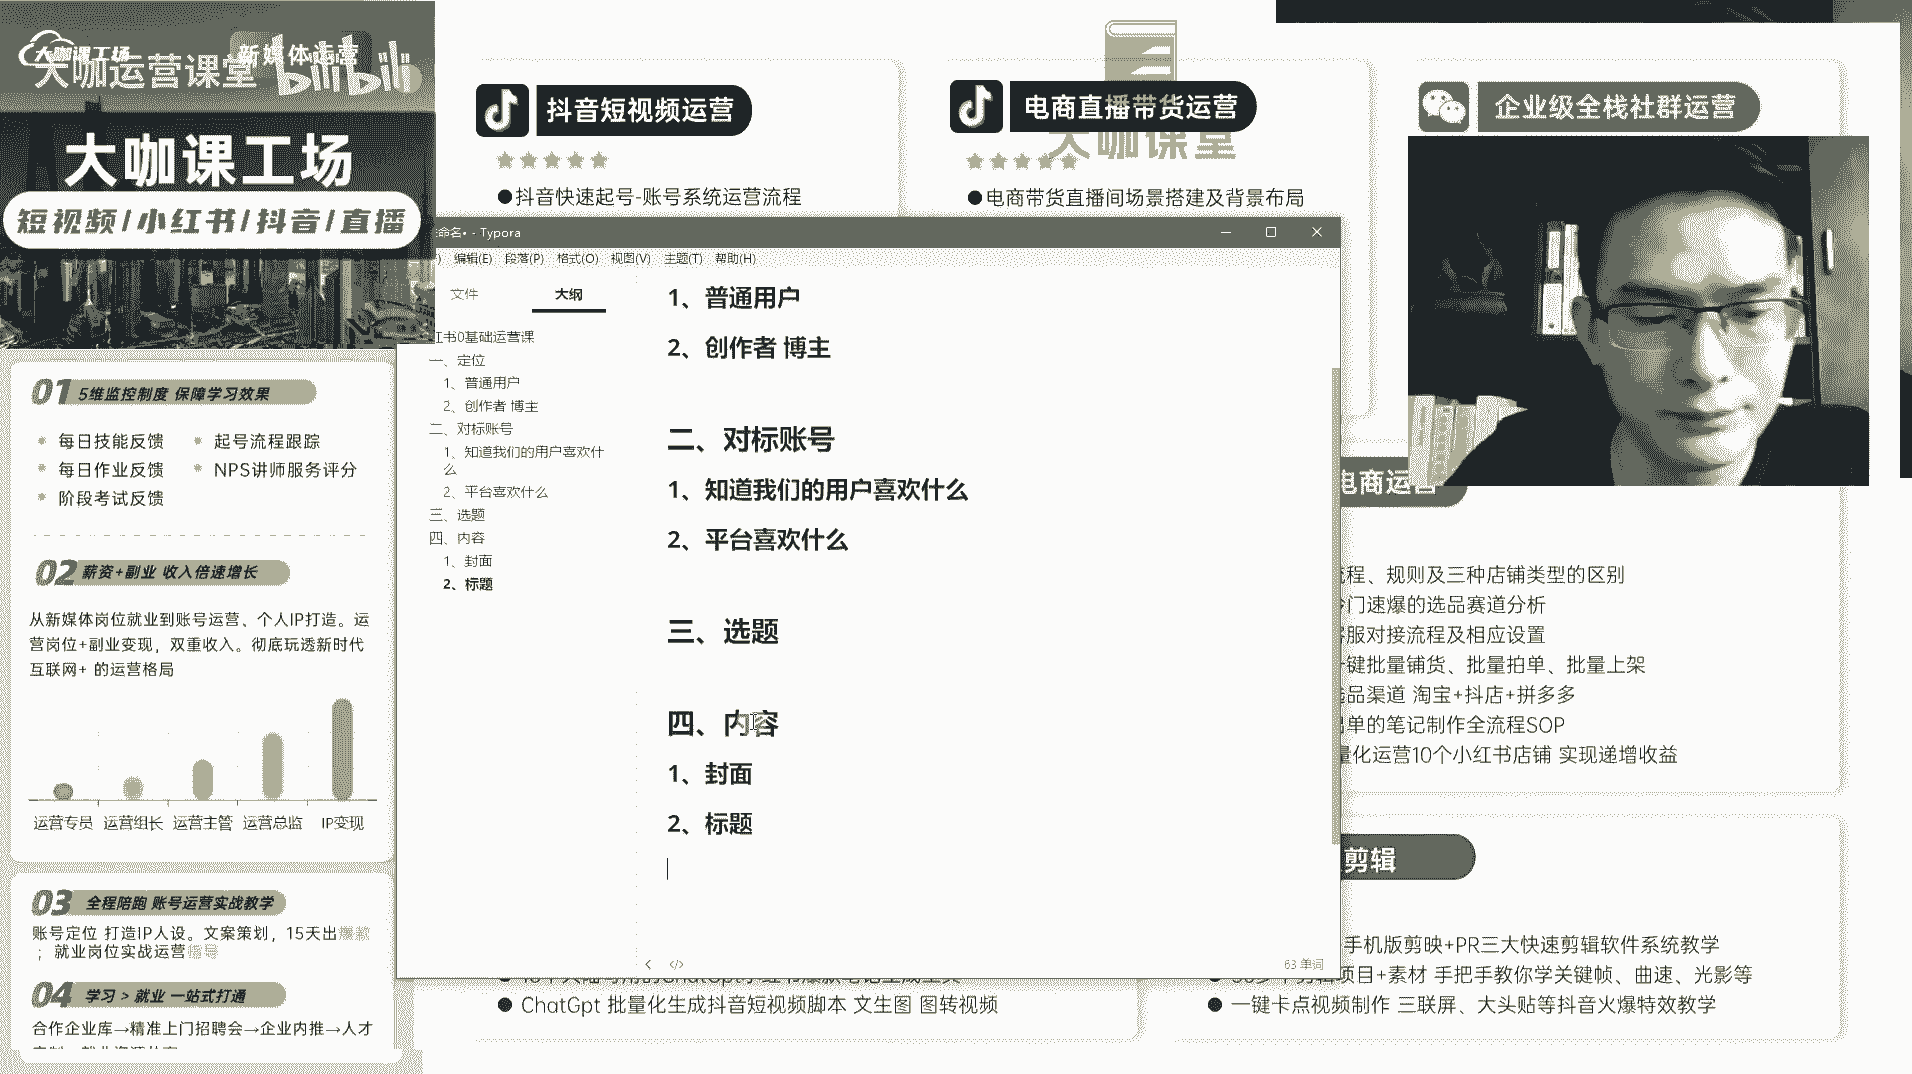 大咖课工场
新媒体运营
大咖运营课堂
bilibili
大咖课工场
短视频/小红书/抖音/直播
01 5维监控制度 保障学习效果
每日技能反馈
起号流程跟踪
每日作业反馈
NPS讲师服务评分
阶段考试反馈
02 薪资+副业 收入倍速增长
从新媒体岗位就业到账号运营、个人IP打造。运
营岗位+副业变现，双重收入。彻底玩透新时代
互联网+ 的运营格局
运营专员 运营组长 运营主管 运营总监 IP变现
03 全程陪跑 账号运营实战教学
账号定位 打造IP人设。文案策划，15天出爆款
；就业岗位实战运营指导
04 学习 > 就业 一站式打通
合作企业库→精准上门招聘会→企业内推→人才
抖音短视频运营
●抖音快速起号-账号系统运营流程
电商直播带货运营
大咖课堂
●电商带货直播间场景搭建及背景布局
企业级全栈社群运营
命名• - Typora
编辑(E) 段落(P) 格式(O) 视图(V) 主题(T) 帮助(H)
文件 大纲
红书0基础运营课
一、定位
1、普通用户
2、创作者 博主
二、对标账号
1、知道我们的用户喜欢什
么
2、平台喜欢什么
三、选题
四、内容
1、封面
2、标题
1、普通用户
2、创作者 博主
二、对标账号
1、知道我们的用户喜欢什么
2、平台喜欢什么
三、选题
四、内容
1、封面
2、标题
63 单词
电商运营
程、规则及三种店铺类型的区别
门速爆的选品赛道分析
客服对接流程及相应设置
键批量铺货、批量拍单、批量上架
选品渠道 淘宝+抖店+拼多多
出单的笔记制作全流程SOP
量化运营10个小红书店铺 实现递增收益
剪辑
手机版剪映+PR三大快速剪辑软件系统教学
项目+素材 手把手教你学关键帧、曲速、光影等
● 一键卡点视频制作 三联屏、大头贴等抖音火爆特效教学
● ChatGpt 批量化生成抖音短视频脚本 文生图 图转视频